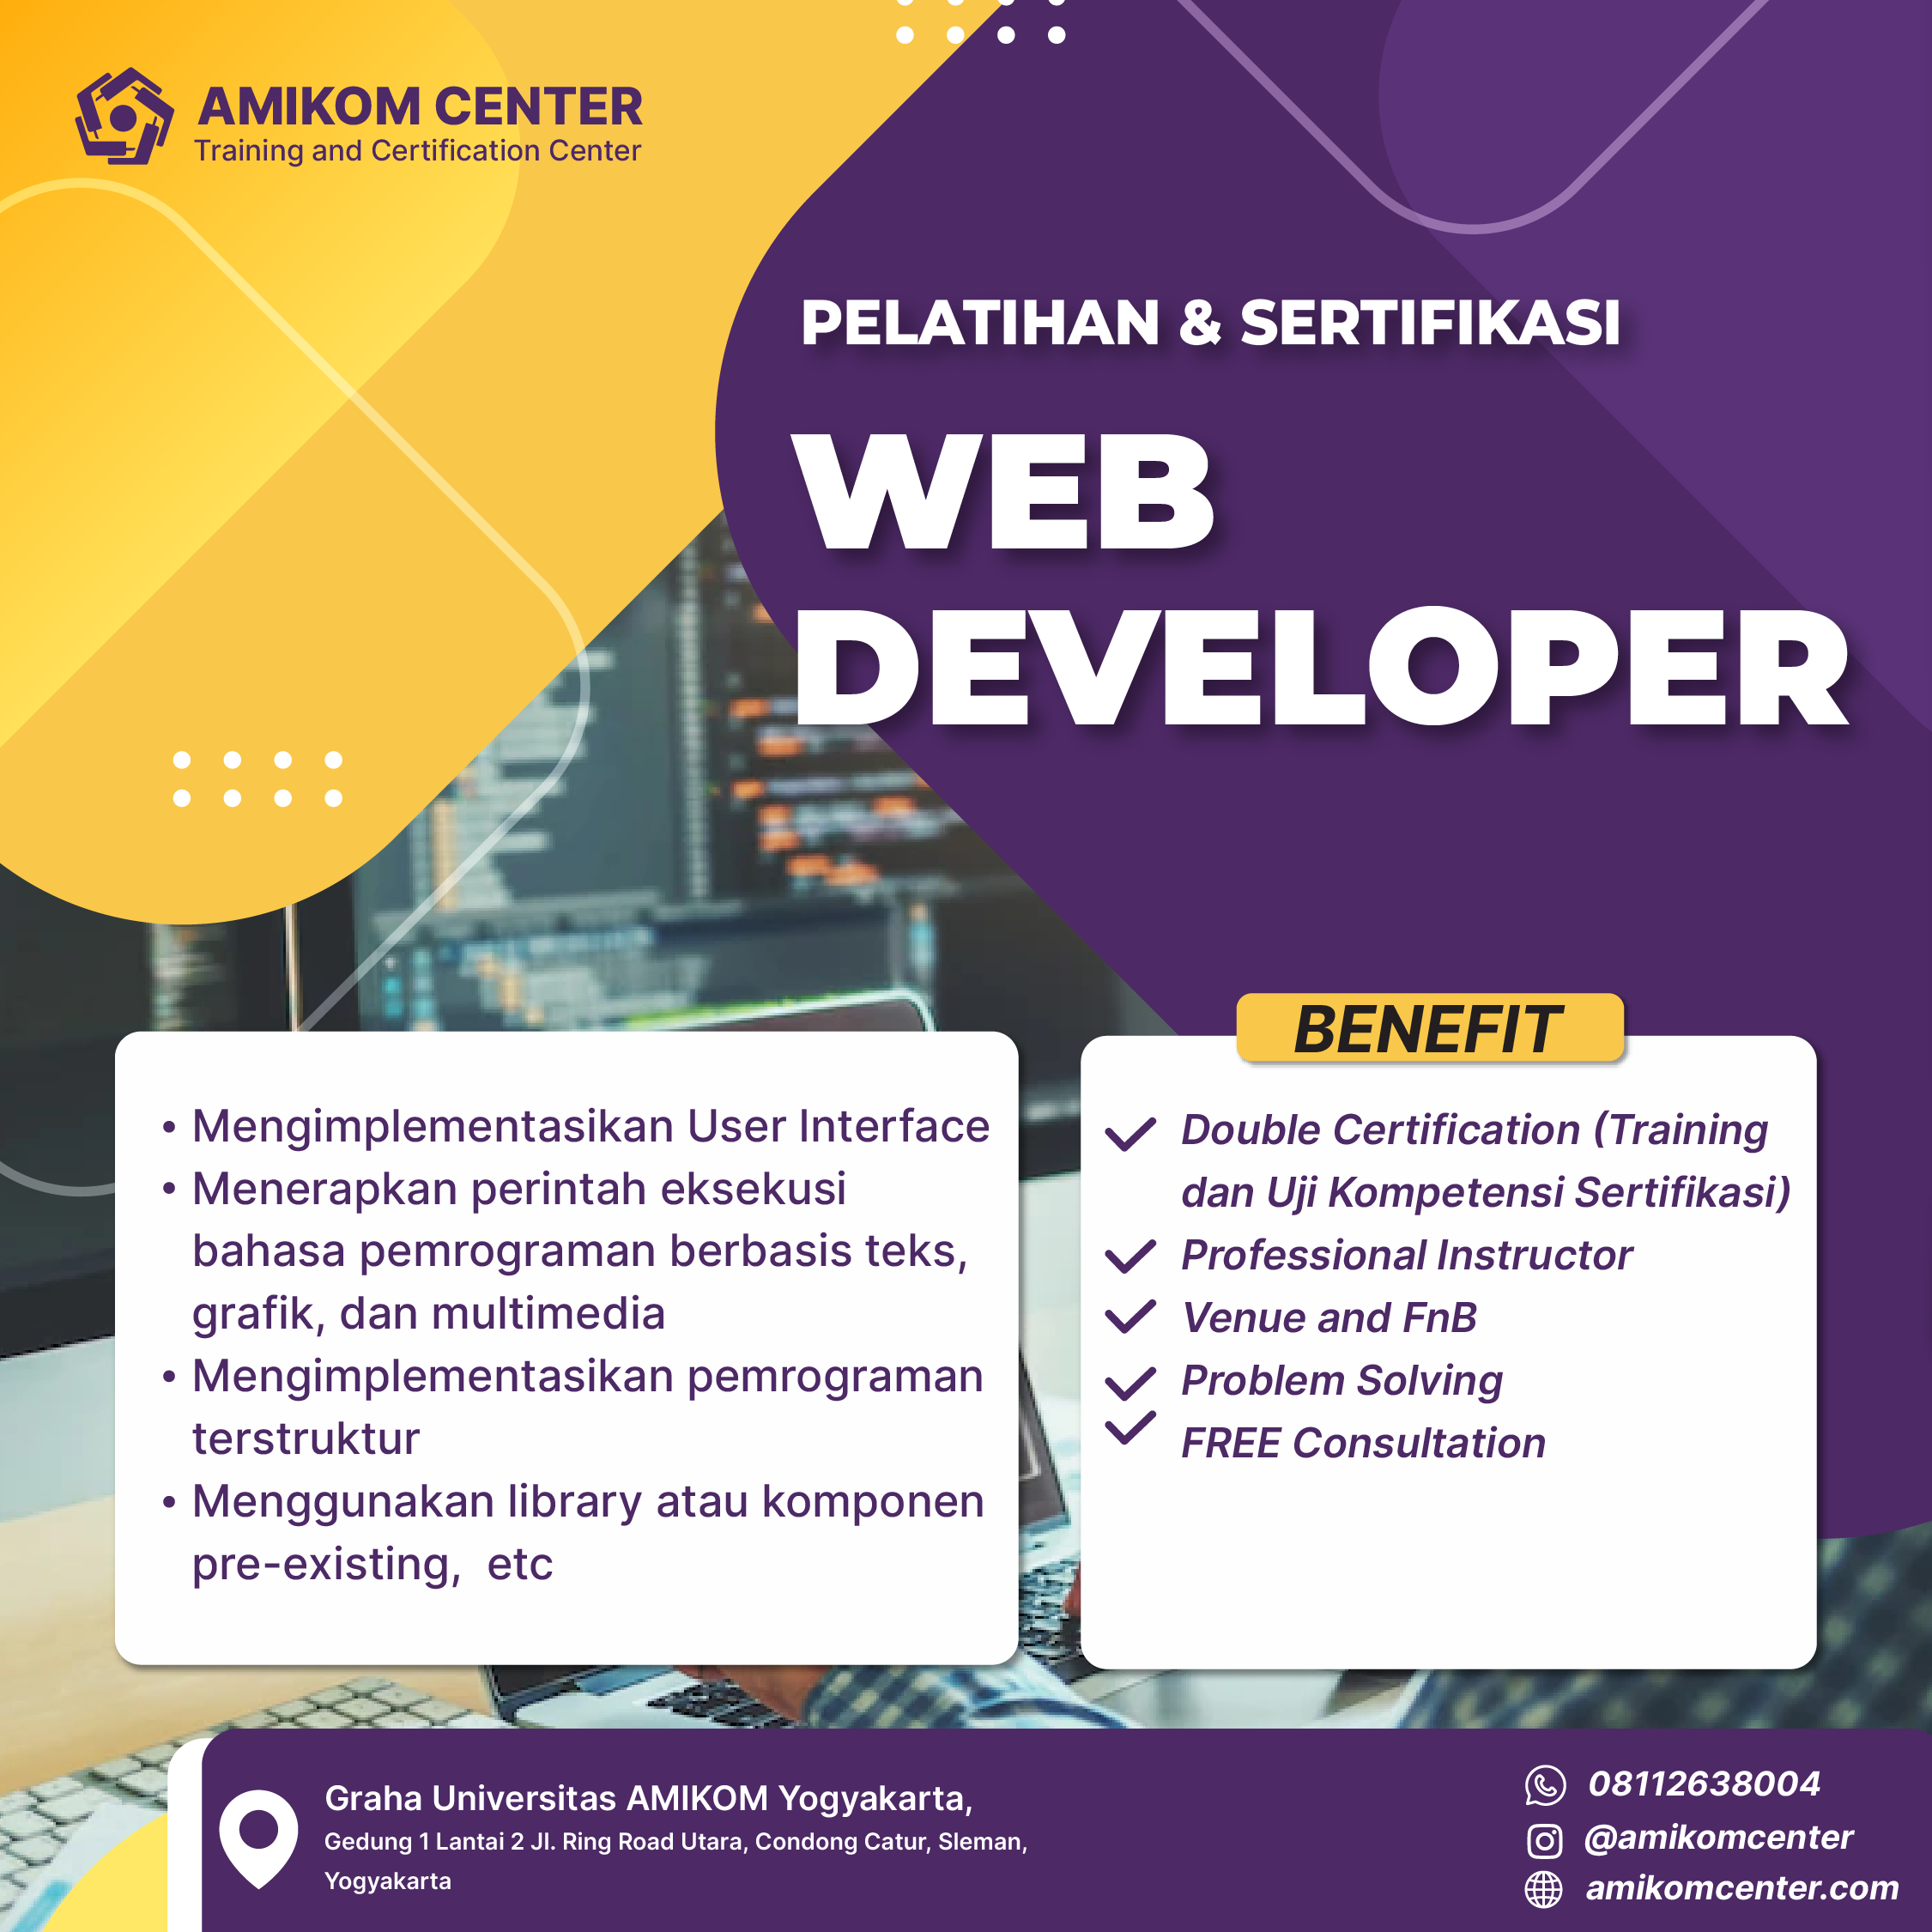 AMIKOM CENTER
Training and Certification Center
PELATIHAN & SERTIFIKASI
WEB
DEVELOPER
• Mengimplementasikan User Interface
• Menerapkan perintah eksekusi
bahasa pemrograman berbasis teks,
grafik, dan multimedia
• Mengimplementasikan pemrograman
terstruktur
• Menggunakan library atau komponen
pre-existing,  etc
BENEFIT
Double Certification (Training
dan Uji Kompetensi Sertifikasi)
Professional Instructor
Venue and FnB
Problem Solving
FREE Consultation
Graha Universitas AMIKOM Yogyakarta,
Gedung 1 Lantai 2 Jl. Ring Road Utara, Condong Catur, Sleman,
Yogyakarta
08112638004
@amikomcenter
amikomcenter.com